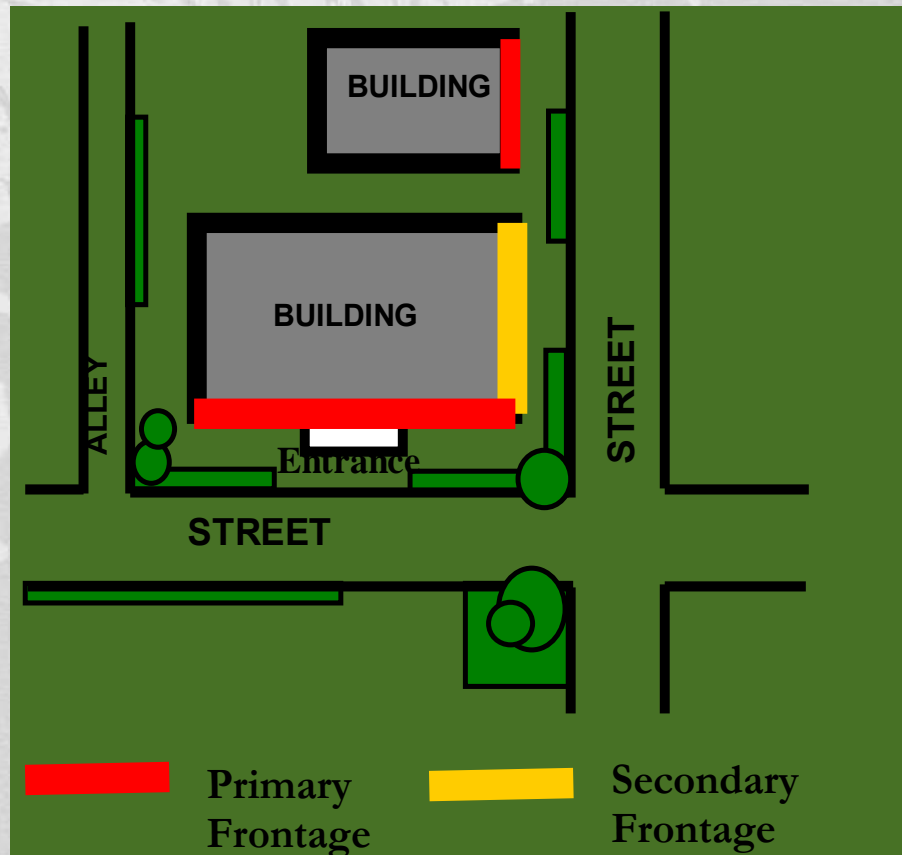 BUILDING
BUILDING
ALLEY
STREET
Entrance
STREET
Primary
Frontage
Secondary
Frontage